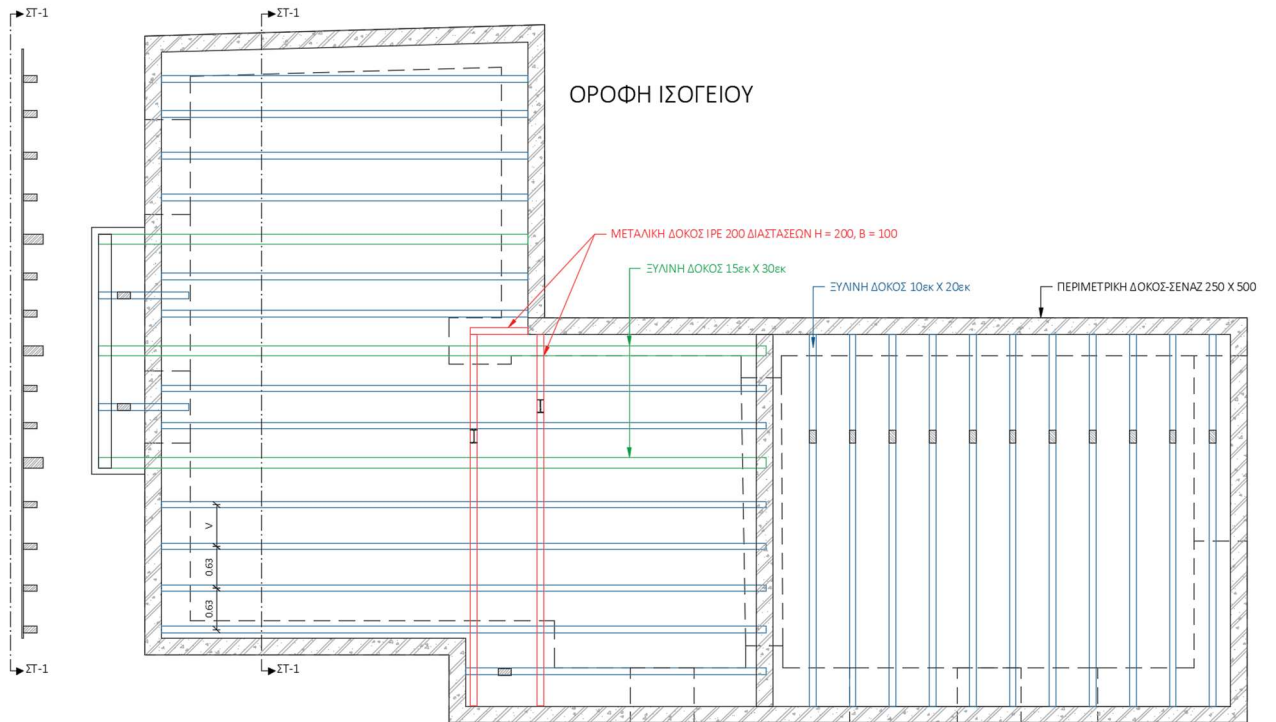 ΣΤ-1
ΣΤ-1
ΟΡΟΦΗ ΙΣΟΓΕΙΟΥ
ΜΕΤΑΛΙΚΗ ΔΟΚΟΣ IPE 200 ΔΙΑΣΤΑΣΕΩΝ Η = 200, Β = 100
ΞΥΛΙΝΗ ΔΟΚΟΣ 15εκ Χ 30εκ
ΞΥΛΙΝΗ ΔΟΚΟΣ 10εκ Χ 20εκ
ΠΕΡΙΜΕΤΡΙΚΗ ΔΟΚΟΣ-ΣΕΝΑΖ 250 Χ 500
V
0.63
0.63
ΣΤ-1
ΣΤ-1